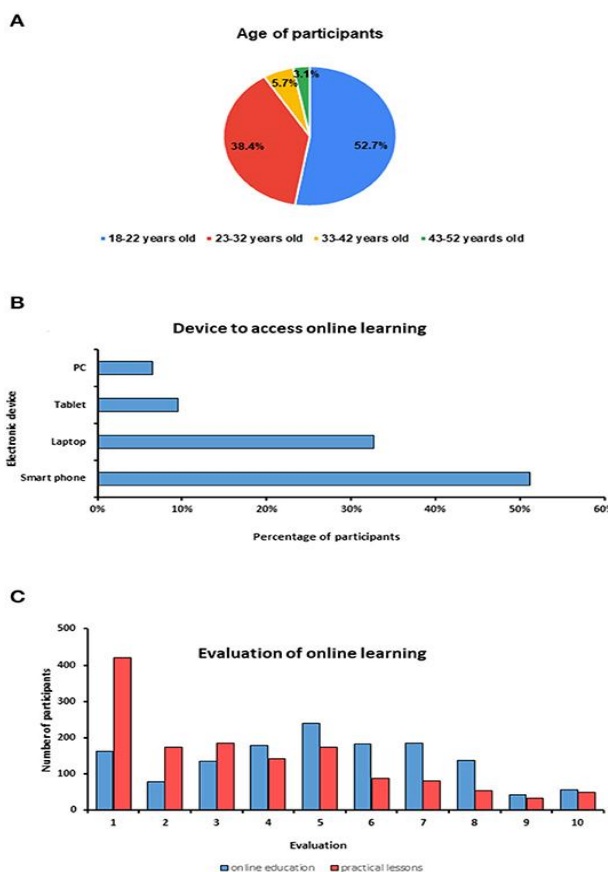 A
Age of participants
3.1%
5.7%
38.4%
52.7%
18-22 years old 23-32 years old 33-42 years old 43-52 yeards old
B
Device to access online learning
Electronic device
PC
Tablet
Laptop
Smart phone
0% 10% 20% 30% 40% 50% 60%
Percentage of participants
C
Evaluation of online learning
Number of participants
500
400
300
200
100
0
1 2 3 4 5 6 7 8 9 10
Evaluation
online education practical lessons